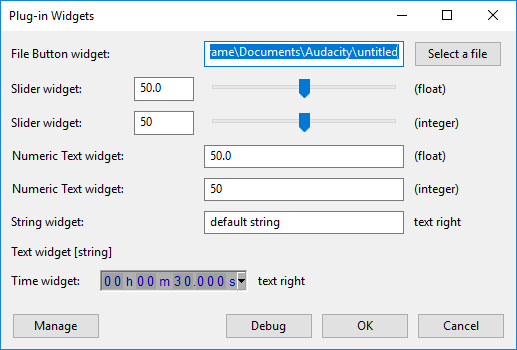 Plug-in Widgets
File Button widget: ame\Documents\Audacity\untitled Select a file
Slider widget: 50.0 (float)
Slider widget: 50 (integer)
Numeric Text widget: 50.0 (float)
Numeric Text widget: 50 (integer)
String widget: default string text right
Text widget [string]
Time widget: 00 h 00 m 30.000 s text right
Manage Debug OK Cancel